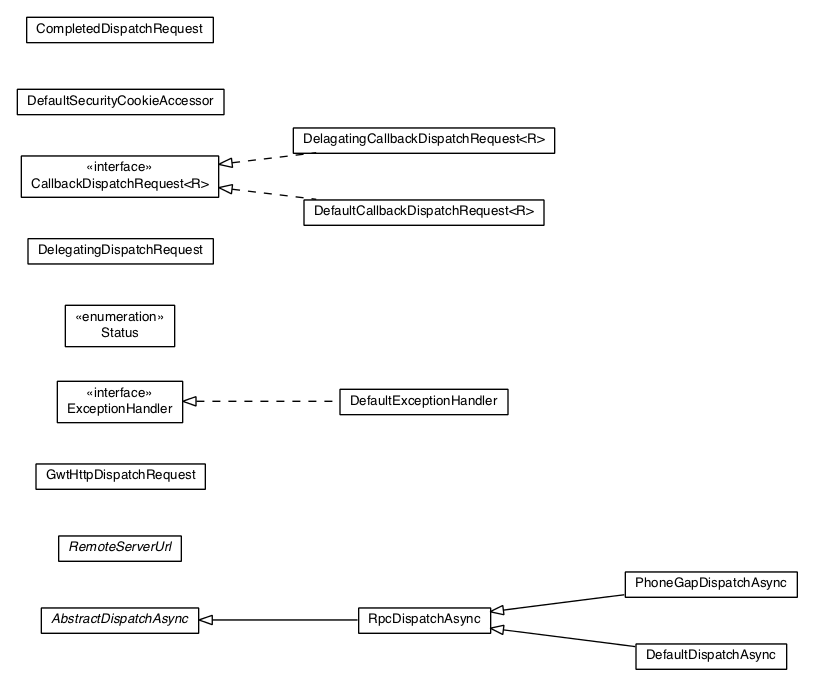 CompletedDispatchRequest
DefaultSecurityCookieAccessor
DelagatingCallbackDispatchRequest<R>
«interface»
CallbackDispatchRequest<R>
DefaultCallbackDispatchRequest<R>
DelegatingDispatchRequest
«enumeration»
Status
«interface»
ExceptionHandler
DefaultExceptionHandler
GwtHttpDispatchRequest
RemoteServerUrl
PhoneGapDispatchAsync
AbstractDispatchAsync
RpcDispatchAsync
DefaultDispatchAsync